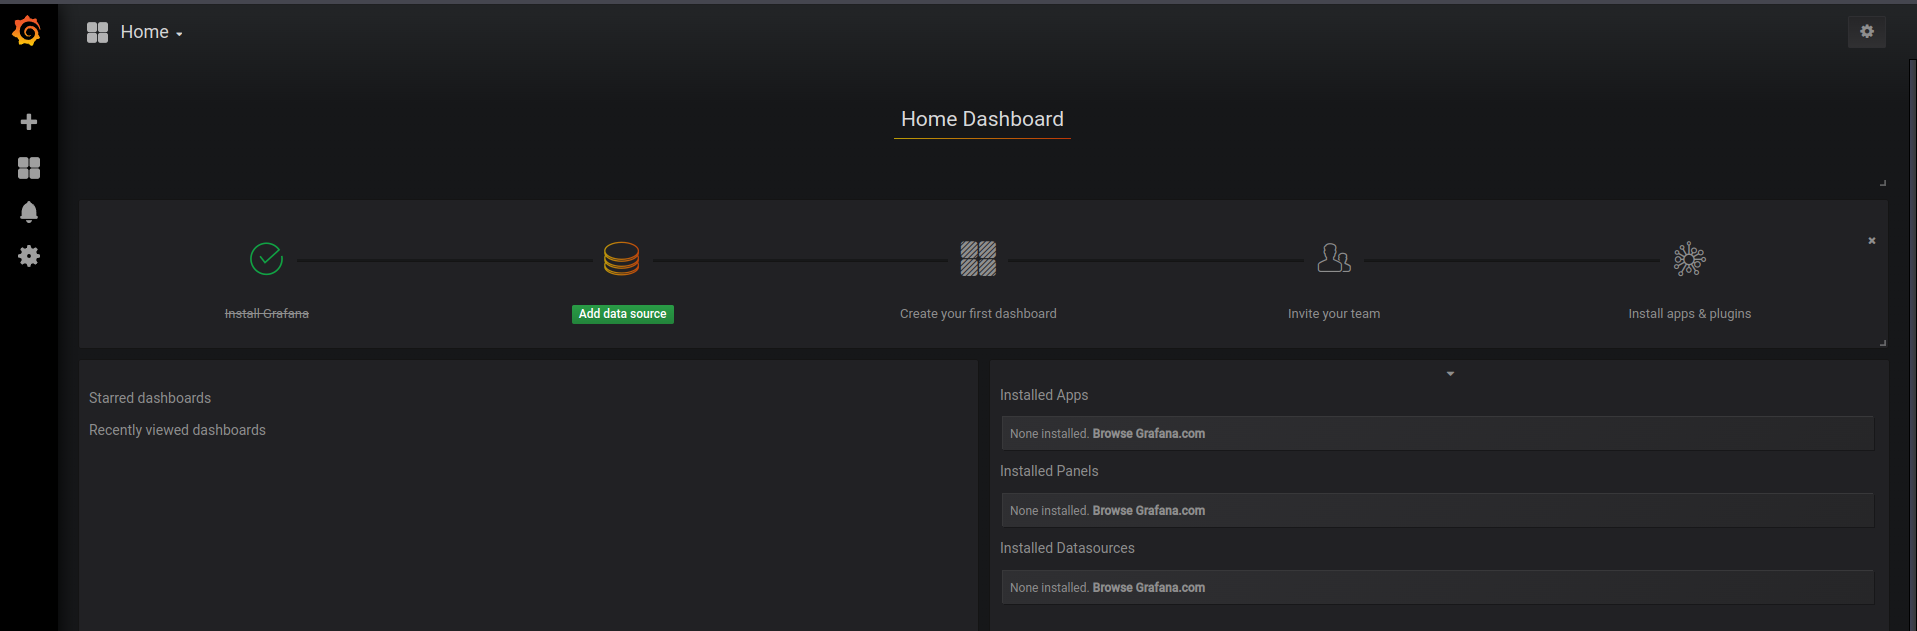 Home
Home Dashboard
Install Grafana
Add data source
Create your first dashboard
Invite your team
Install apps & plugins
Starred dashboards
Recently viewed dashboards
Installed Apps
None installed. Browse Grafana.com
Installed Panels
None installed. Browse Grafana.com
Installed Datasources
None installed. Browse Grafana.com